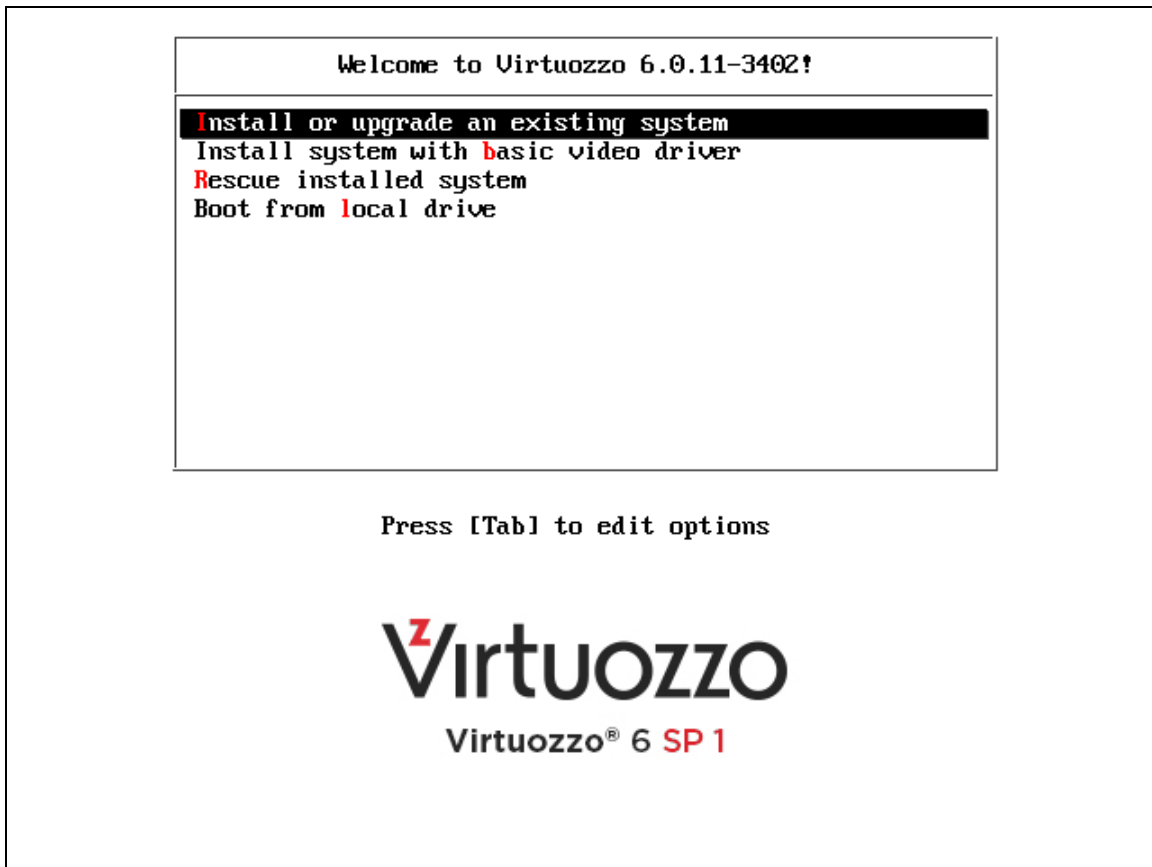 Welcome to Virtuozzo 6.0.11-3402!
Install or upgrade an existing system
Install system with basic video driver
Rescue installed system
Boot from local drive
Press [Tab] to edit options
Virtuozzo
Virtuozzo® 6 SP 1